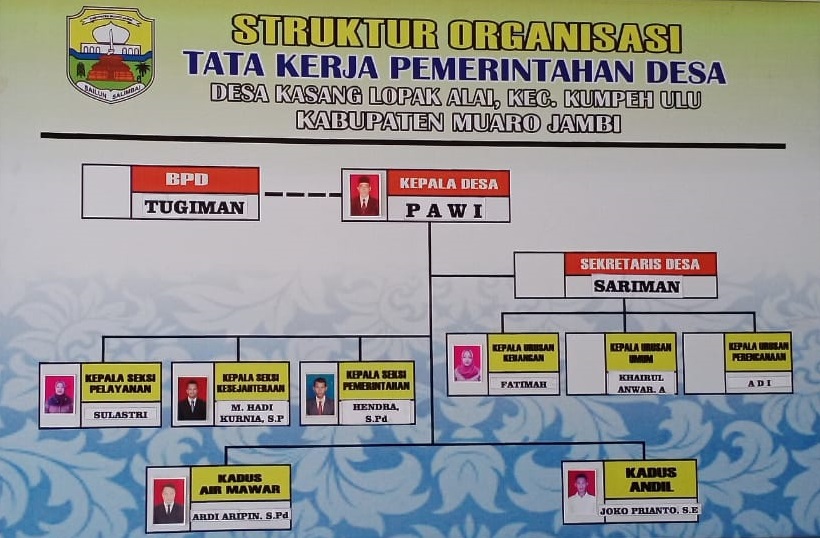 STRUKTUR ORGANISASI
TATA KERJA PEMERINTAHAN DESA
DESA KASANG LOPAK ALAI, KEC. KUMPEH ULU
KABUPATEN MUARO JAMBI
SAILUN SALIMBAI
BPD
TUGIMAN
KEPALA DESA
P A W I
SEKRETARIS DESA
SARIMAN
KEPALA SEKSI
PELAYANAN
SULASTRI
KEPALA SEKSI
KESEJAHTERAAN
M. HADI
KURNIA, S.P
KEPALA SEKSI
PEMERINTAHAN
HENDRA,
S.Pd
KEPALA URUSAN
KEUANGAN
FATIMAH
KEPALA URUSAN
UMUM
KHAIRUL
ANWAR. A
KEPALA URUSAN
PERENCANAAN
A D I
KADUS
AIR MAWAR
ARDI ARIPIN. S.Pd
KADUS
ANDIL
JOKO PRIANTO. S.E